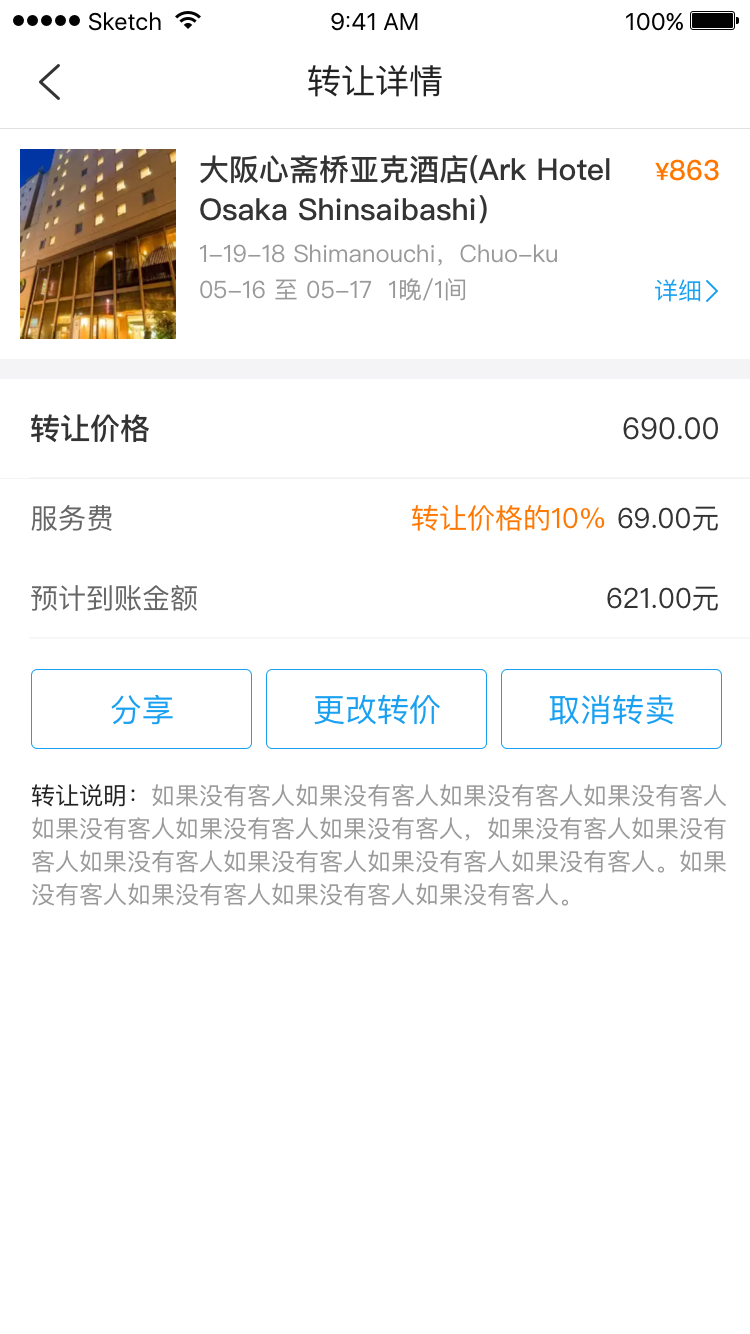 Sketch 9:41 AM 100%
转让详情
大阪心斋桥亚克酒店(Ark Hotel ¥863
Osaka Shinsaibashi)
1-19-18 Shimanouchi，Chuo-ku
05-16 至 05-17 1晚/1间 详细
转让价格 690.00
服务费 转让价格的10% 69.00元
预计到账金额 621.00元
分享 更改转价 取消转卖
转让说明：如果没有客人如果没有客人如果没有客人如果没有客人
如果没有客人如果没有客人如果没有客人，如果没有客人如果没有
客人如果没有客人如果没有客人如果没有客人如果没有客人。如果
没有客人如果没有客人如果没有客人如果没有客人。